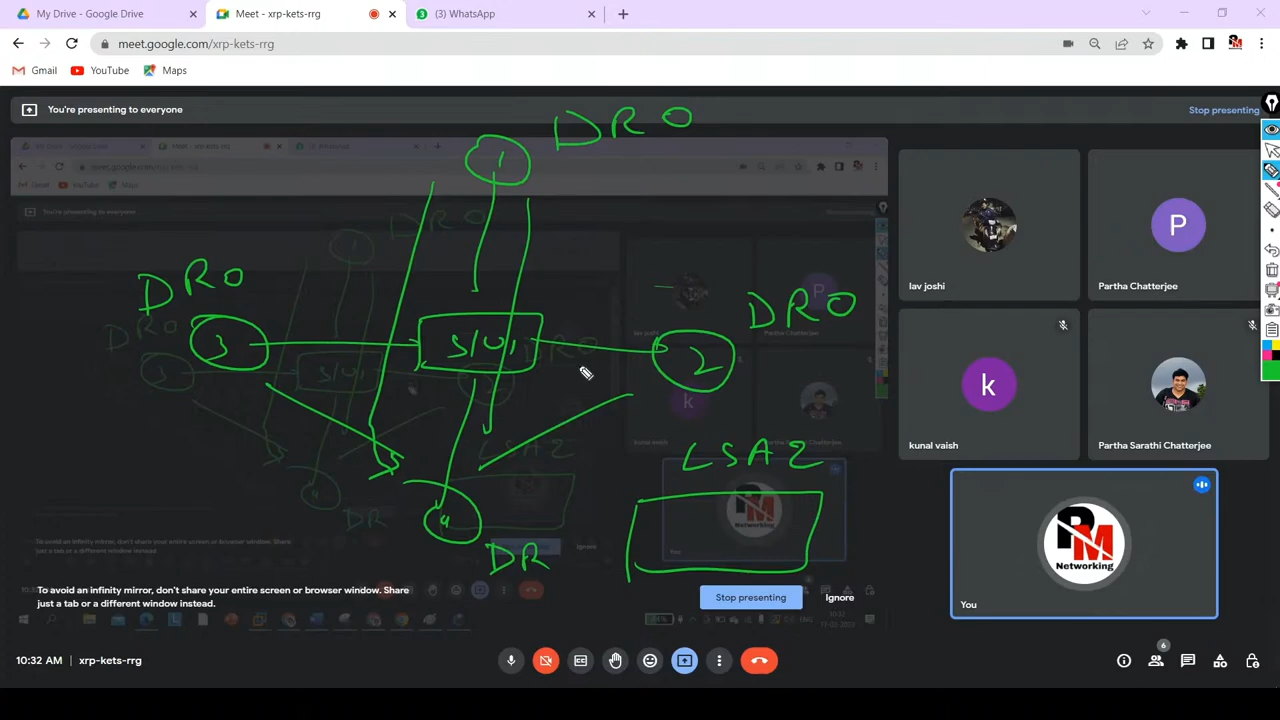 My Drive - Google Drive
Meet - xrp-kets-rrg
(3) WhatsApp
meet.google.com/xrp-kets-rrg
Gmail
YouTube
Maps
You're presenting to everyone
Stop presenting
DRO
1
DRO
3
S/W1
2
DRO
LSA2
4
DR
lav joshi
P
Partha Chatterjee
k
kunal vaish
Partha Sarathi Chatterjee
RM
Networking
You
To avoid an infinity mirror, don't share your entire screen or browser window. Share
just a tab or a different window instead.
Stop presenting
Ignore
10:32 AM
xrp-kets-rrg
6